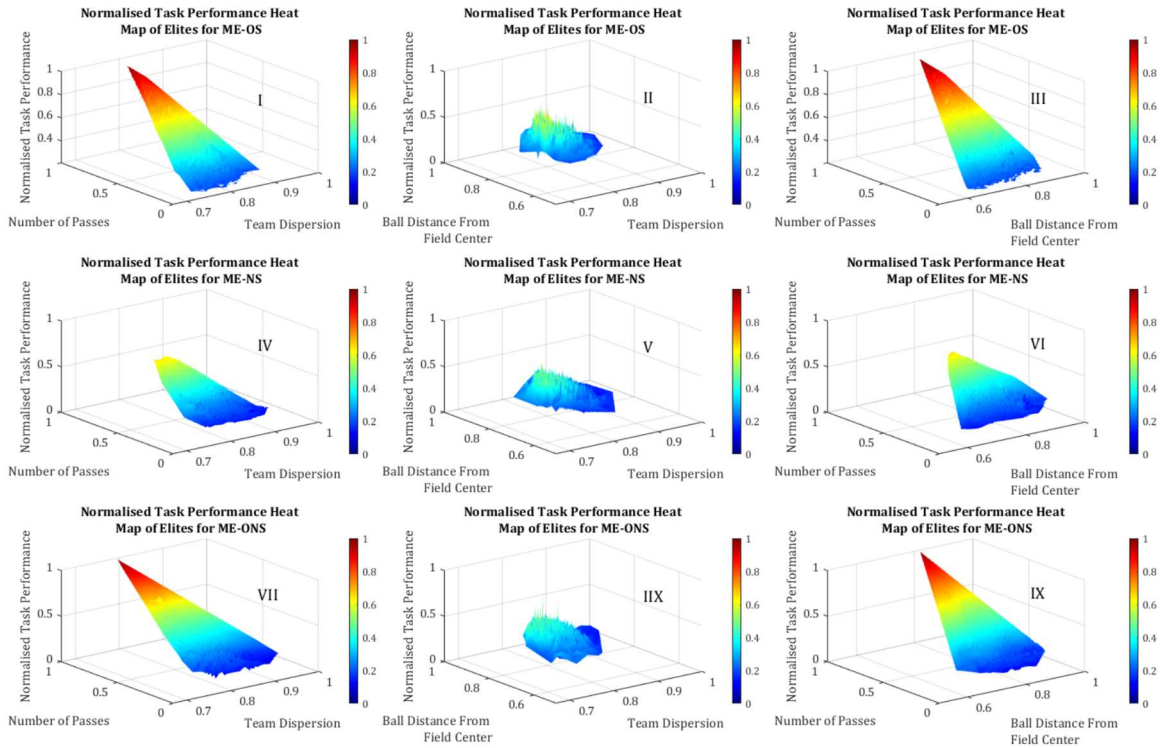 Normalised Task Performance Heat
Map of Elites for ME-OS
Normalised Task Performance
1
0.8
0.6
0.4
1
0.5
0
Number of Passes
0.7
0.8
0.9
1
Team Dispersion
I
1
0.8
0.6
0.4
0.2
0
Normalised Task Performance Heat
Map of Elites for ME-OS
Normalised Task Performance
1
0.5
0
1
0.8
0.6
Ball Distance From
Field Center
0.7
0.8
0.9
1
Team Dispersion
II
1
0.8
0.6
0.4
0.2
0
Normalised Task Performance Heat
Map of Elites for ME-OS
Normalised Task Performance
1
0.8
0.6
0.4
1
0.5
0
Number of Passes
0.6
0.8
1
Ball Distance From
Field Center
III
1
0.8
0.6
0.4
0.2
0
Normalised Task Performance Heat
Map of Elites for ME-NS
Normalised Task Performance
1
0.5
0
1
0.5
0
Number of Passes
0.7
0.8
0.9
1
Team Dispersion
IV
1
0.8
0.6
0.4
0.2
0
Normalised Task Performance Heat
Map of Elites for ME-NS
Normalised Task Performance
1
0.5
0
1
0.8
0.6
Ball Distance From
Field Center
0.7
0.8
0.9
1
Team Dispersion
V
1
0.8
0.6
0.4
0.2
0
Normalised Task Performance Heat
Map of Elites for ME-NS
Normalised Task Performance
1
0.5
0
1
0.5
0
Number of Passes
0.6
0.8
1
Ball Distance From
Field Center
VI
1
0.8
0.6
0.4
0.2
0
Normalised Task Performance Heat
Map of Elites for ME-ONS
Normalised Task Performance
1
0.5
0
1
0.5
0
Number of Passes
0.7
0.8
0.9
1
Team Dispersion
VII
1
0.8
0.6
0.4
0.2
0
Normalised Task Performance Heat
Map of Elites for ME-ONS
Normalised Task Performance
1
0.5
0
1
0.8
0.6
Ball Distance From
Field Center
0.7
0.8
0.9
1
Team Dispersion
IIX
1
0.8
0.6
0.4
0.2
0
Normalised Task Performance Heat
Map of Elites for ME-ONS
Normalised Task Performance
1
0.5
0
1
0.5
0
Number of Passes
0.6
0.8
1
Ball Distance From
Field Center
IX
1
0.8
0.6
0.4
0.2
0